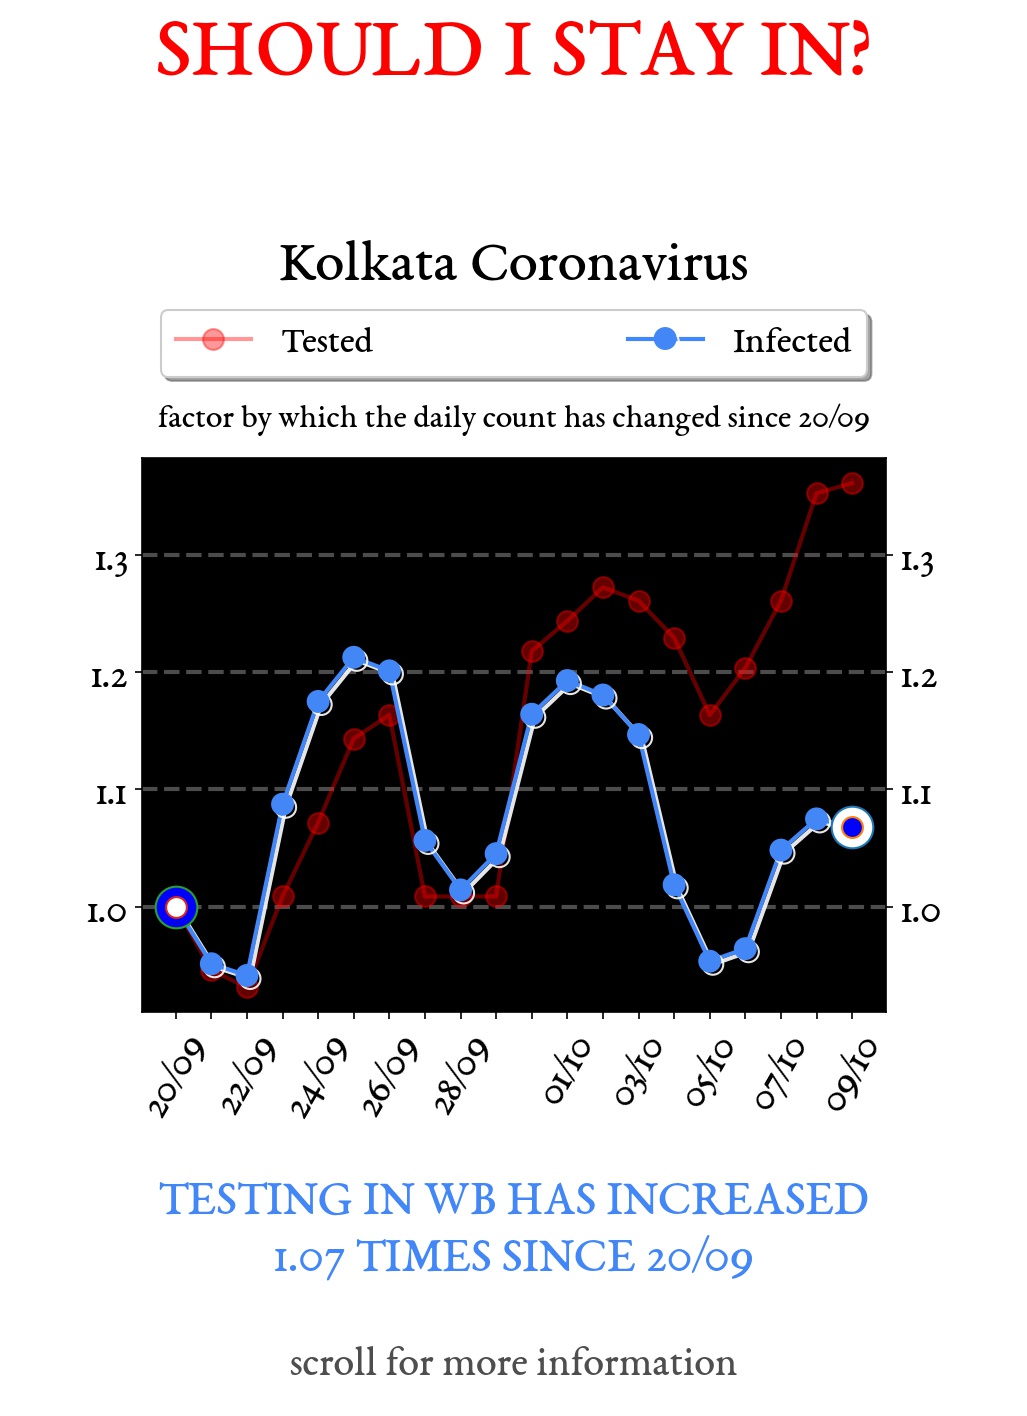 SHOULD I STAY IN?
Kolkata Coronavirus
Tested Infected
factor by which the daily count has changed since 20/09
1.3 1.3
1.2 1.2
1.1 1.1
1.0 1.0
20/09 22/09 24/09 26/09 28/09 01/10 03/10 05/10 07/10 09/10
TESTING IN WB HAS INCREASED
1.07 TIMES SINCE 20/09
scroll for more information